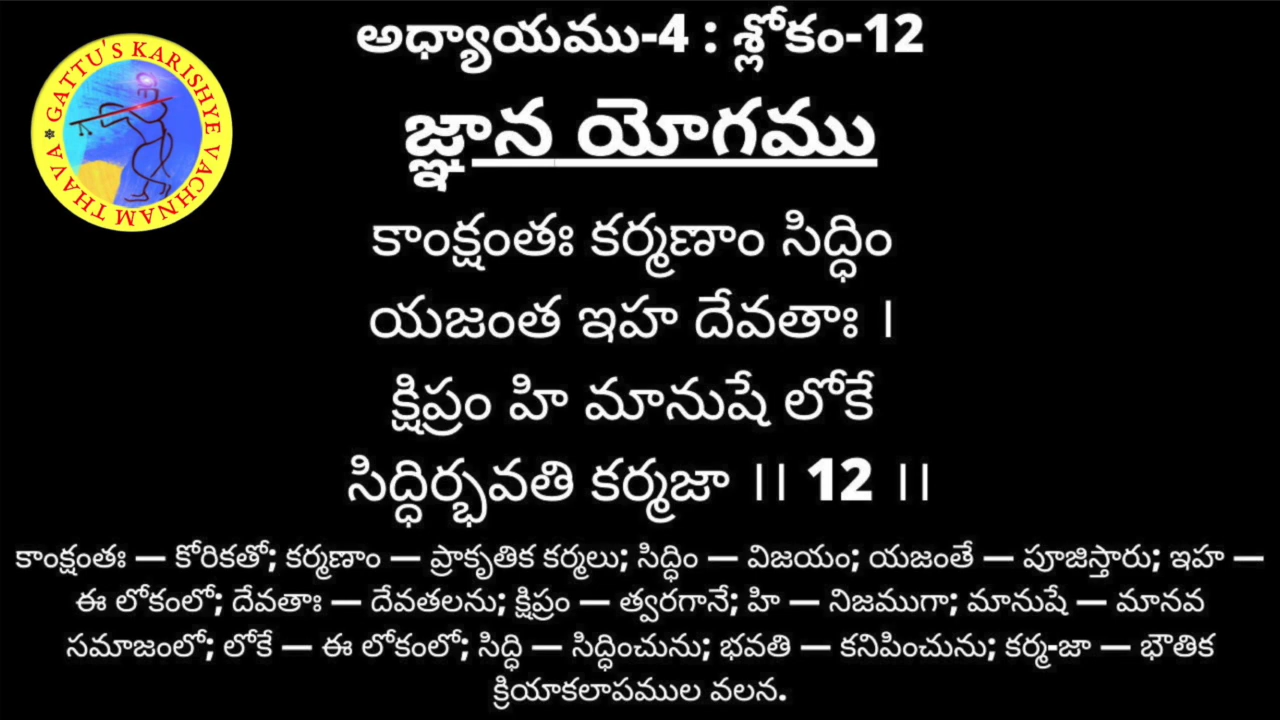 అధ్యాయము-4 : శ్లోకం-12
GATTU'S KARISHYE VACHNAM THAVA *
జ్ఞాన యోగము
కాంక్షంతః కర్మణాం సిద్ధిం
యజంత ఇహ దేవతాః ।
క్షిప్రం హి మానుషే లోకే
సిద్ధిర్భవతి కర్మజా ।। 12 ।।
కాంక్షంతః — కోరికతో; కర్మణాం — ప్రాకృతిక కర్మలు; సిద్ధిం — విజయం; యజంతే — పూజిస్తారు; ఇహ —
ఈ లోకంలో; దేవతాః — దేవతలను; క్షిప్రం — త్వరగానే; హి — నిజముగా; మానుషే — మానవ
సమాజంలో; లోకే — ఈ లోకంలో; సిద్ధి — సిద్ధించును; భవతి — కనిపించును; కర్మ-జా — భౌతిక
క్రియాకలాపముల వలన.